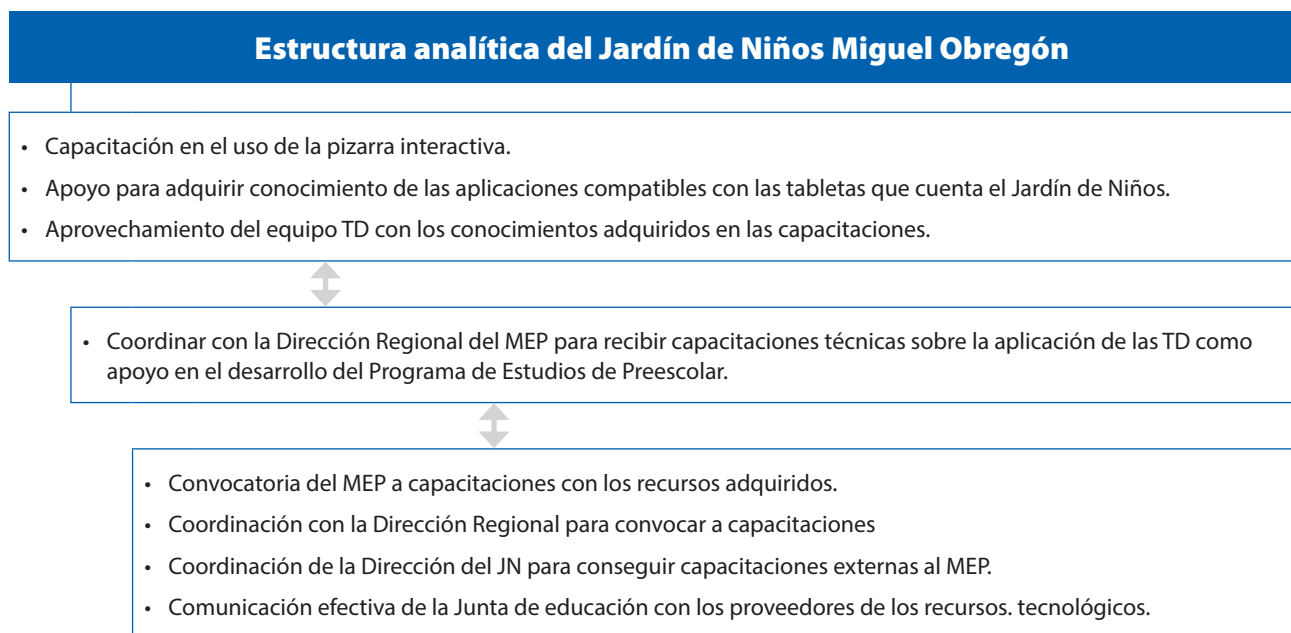 Estructura analítica del Jardín de Niños Miguel Obregón
• Capacitación en el uso de la pizarra interactiva.
• Apoyo para adquirir conocimiento de las aplicaciones compatibles con las tabletas que cuenta el Jardín de Niños.
• Aprovechamiento del equipo TD con los conocimientos adquiridos en las capacitaciones.
• Coordinar con la Dirección Regional del MEP para recibir capacitaciones técnicas sobre la aplicación de las TD como
apoyo en el desarrollo del Programa de Estudios de Preescolar.
• Convocatoria del MEP a capacitaciones con los recursos adquiridos.
• Coordinación con la Dirección Regional para convocar a capacitaciones
• Coordinación de la Dirección del JN para conseguir capacitaciones externas al MEP.
• Comunicación efectiva de la Junta de educación con los proveedores de los recursos. tecnológicos.